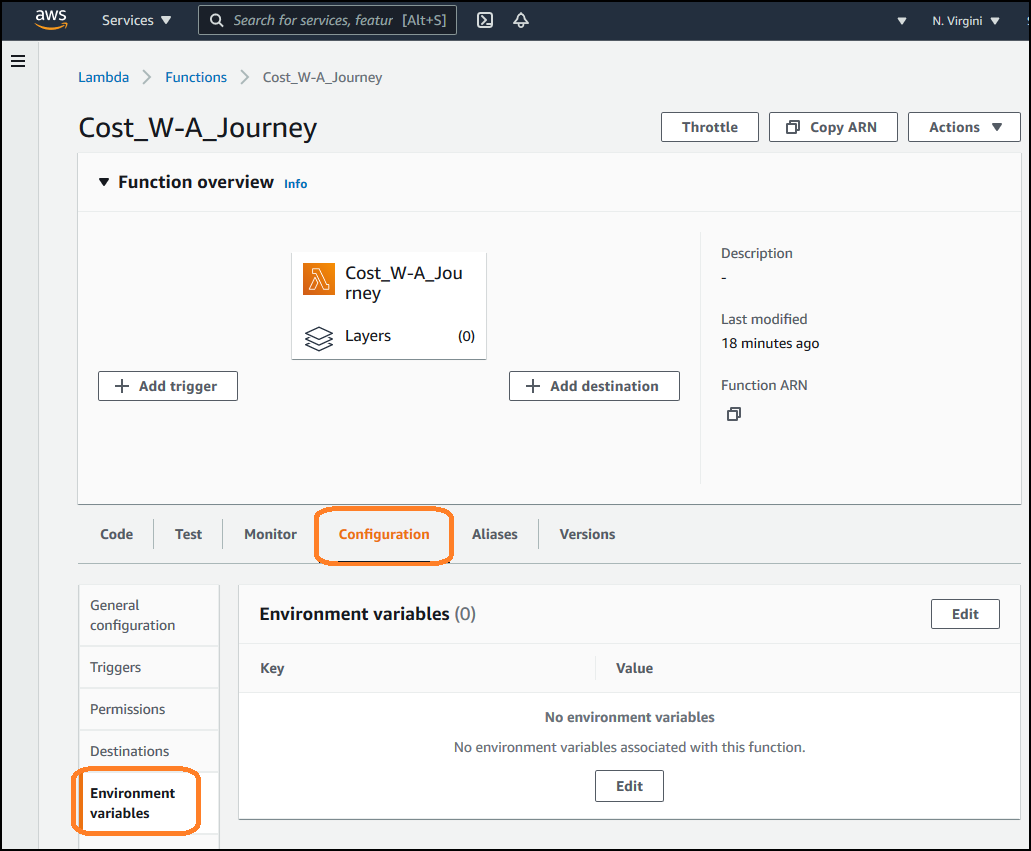 aws Services Search for services, featur [Alt+S] N. Virgini
Lambda Functions Cost_W-A_Journey
Cost_W-A_Journey Throttle Copy ARN Actions
Function overview Info
Cost_W-A_Jou
rney
Layers (0)
Add trigger
Add destination
Description
-
Last modified
18 minutes ago
Function ARN
Code Test Monitor Configuration Aliases Versions
General
configuration
Triggers
Permissions
Destinations
Environment
variables
Environment variables (0) Edit
Key Value
No environment variables
No environment variables associated with this function.
Edit